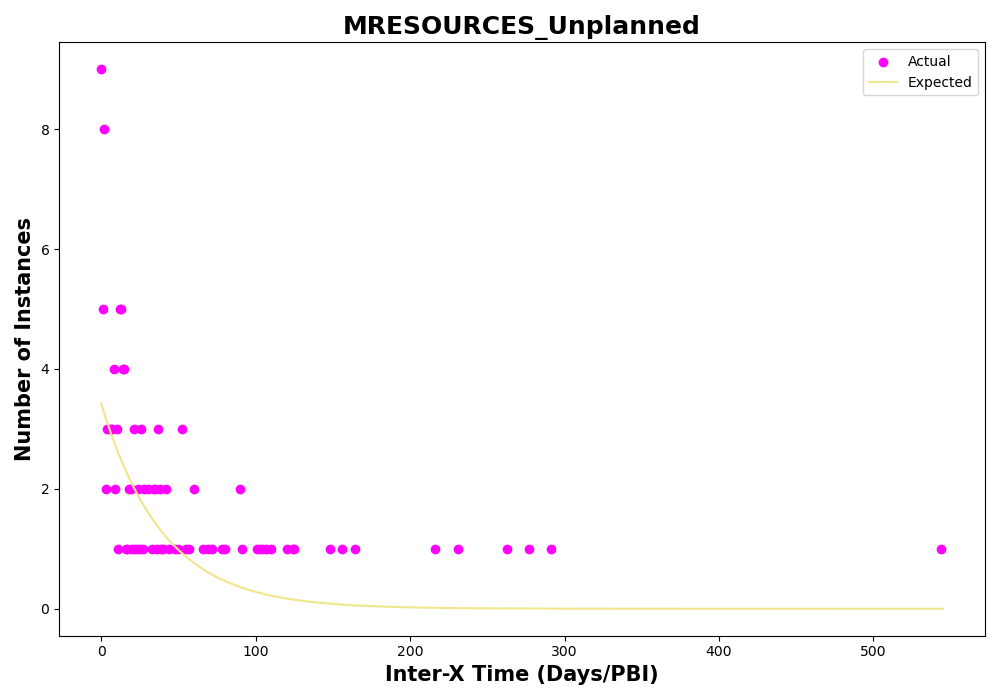 MRESOURCES_Unplanned
Actual
Expected
Number of Instances
8
6
4
2
0
0 100 200 300 400 500
Inter-X Time (Days/PBI)